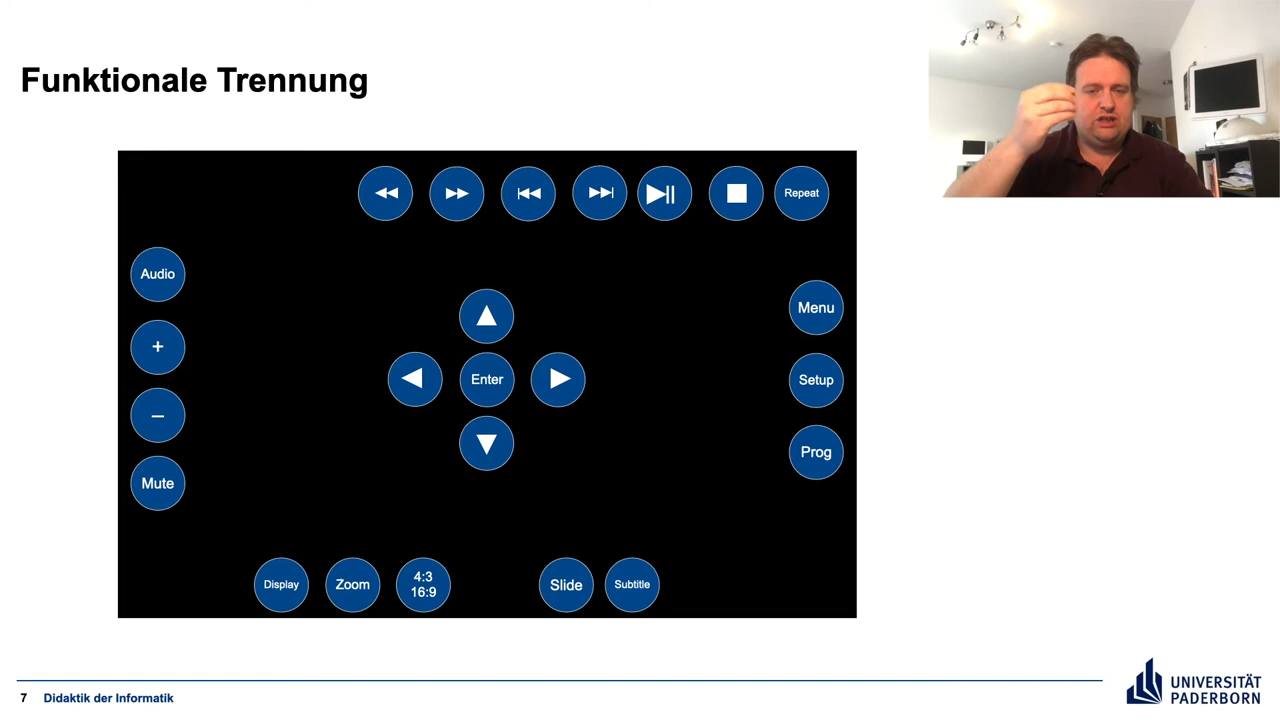 Funktionale Trennung
Repeat
Audio
+
–
Mute
Enter
Menu
Setup
Prog
Display
Zoom
4:3
16:9
Slide
Subtitle
7 Didaktik der Informatik
UNIVERSITÄT
PADERBORN